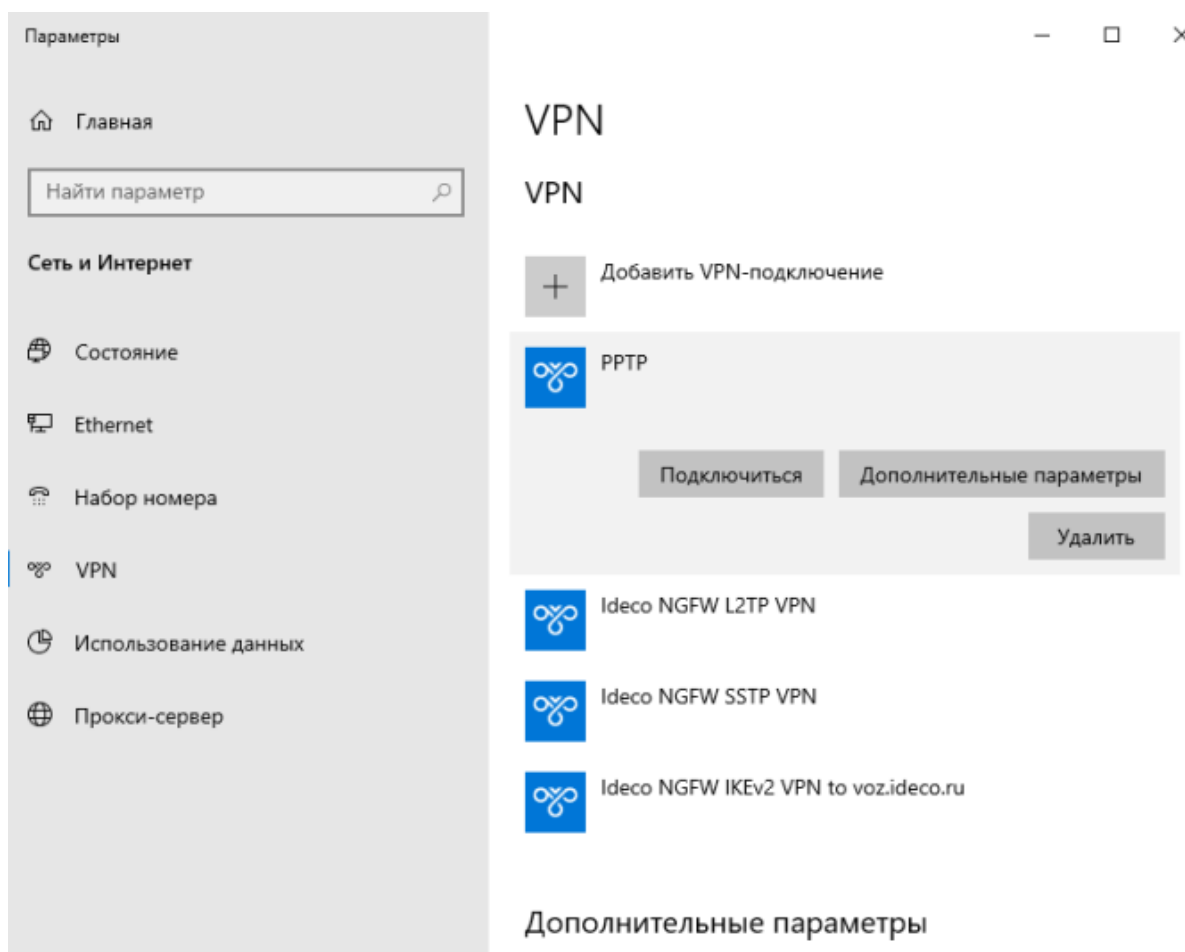 Параметры
Главная
Найти параметр
Сеть и Интернет
Состояние
Ethernet
Набор номера
VPN
Использование данных
Прокси-сервер
VPN
VPN
Добавить VPN-подключение
PPTP
Подключиться
Дополнительные параметры
Удалить
Ideco NGFW L2TP VPN
Ideco NGFW SSTP VPN
Ideco NGFW IKEv2 VPN to voz.ideco.ru
Дополнительные параметры